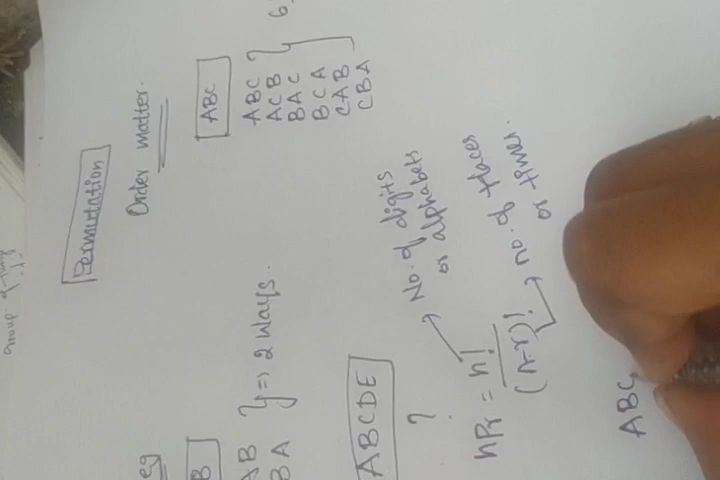 Permutation
Order matter.
eg
B
AB
BA
} => 2 ways.
ABC
ABC
ACB
BAC
BCA
CAB
CBA
} 6
ABCDE
?
nPr = n!
(n-r)!
No. of digits
or alphabets
no. of places
or times.
ABC